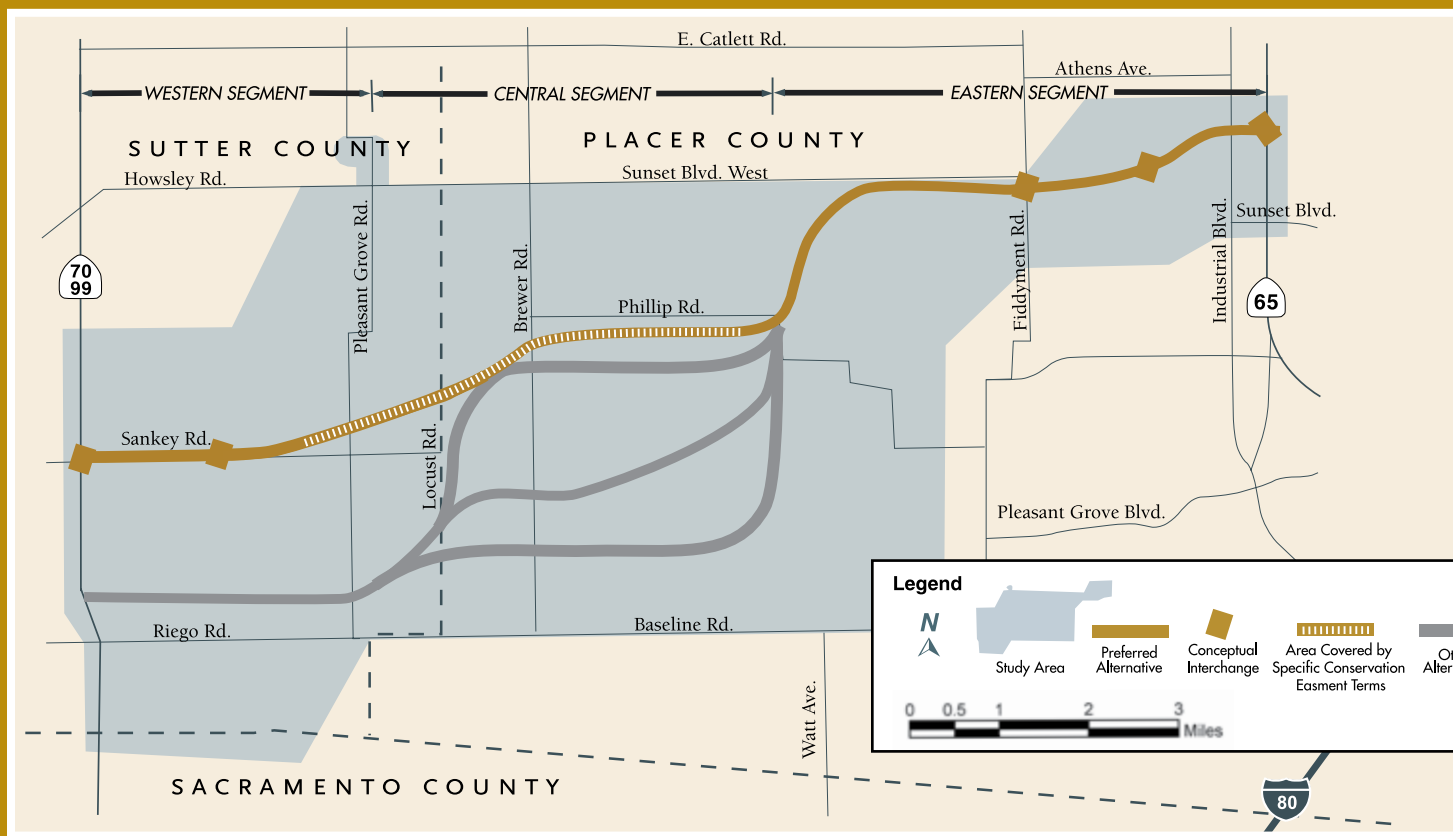 E. Catlett Rd.
Athens Ave.
WESTERN SEGMENT
CENTRAL SEGMENT
EASTERN SEGMENT
SUTTER COUNTY
PLACER COUNTY
Howsley Rd.
Sunset Blvd. West
Pleasant Grove Rd.
Brewer Rd.
Fiddyment Rd.
Industrial Blvd.
Sunset Blvd.
70
99
65
Phillip Rd.
Sankey Rd.
Locust Rd.
Pleasant Grove Blvd.
Riego Rd.
Baseline Rd.
Watt Ave.
SACRAMENTO COUNTY
80
Legend
N
Study Area
Preferred
Alternative
Conceptual
Interchange
Area Covered by
Specific Conservation
Easment Terms
Ot
Alter
0 0.5 1 2 3
Miles